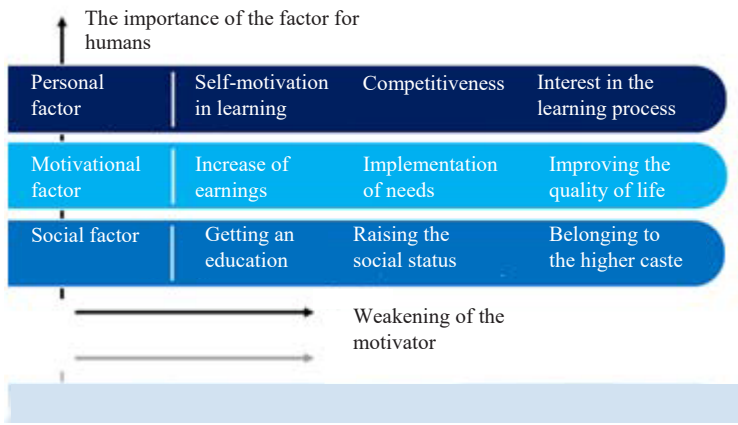 The importance of the factor for
humans
Personal
factor
Self-motivation
in learning
Competitiveness
Interest in the
learning process
Motivational
factor
Increase of
earnings
Implementation
of needs
Improving the
quality of life
Social factor
Getting an
education
Raising the
social status
Belonging to
the higher caste
Weakening of the
motivator